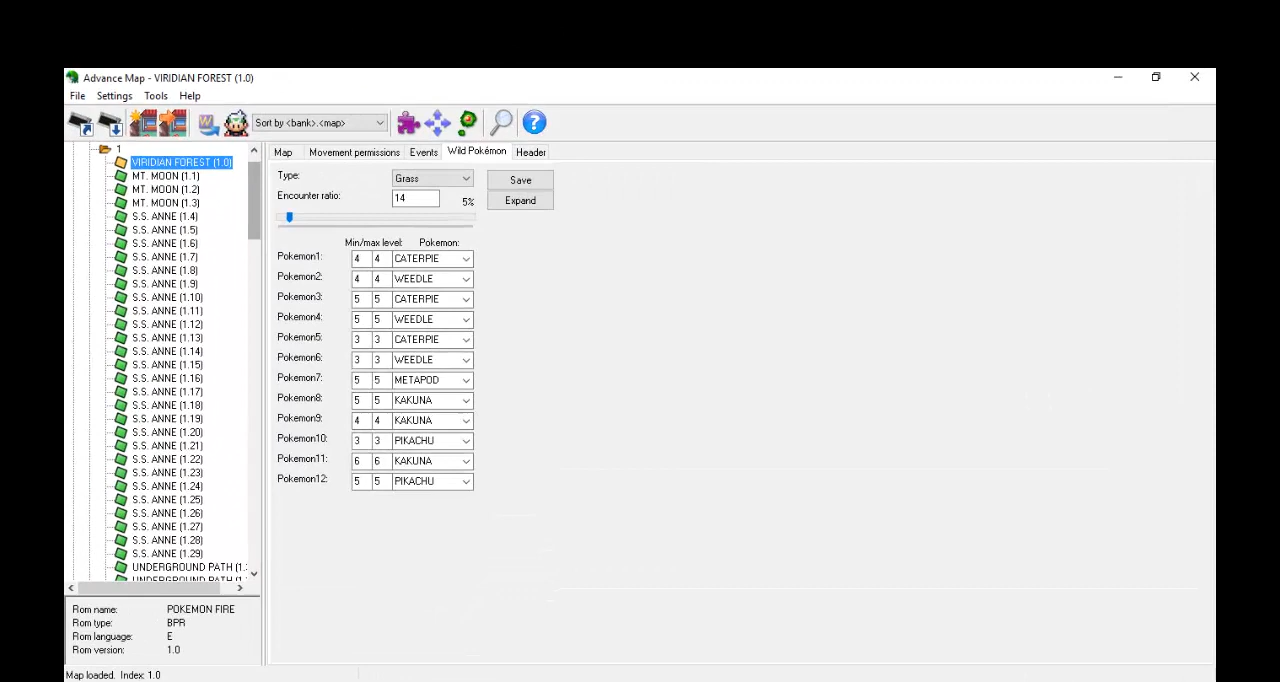 Advance Map - VIRIDIAN FOREST (1.0)
File Settings Tools Help
Sort by <bank>.<map>
1
VIRIDIAN FOREST (1.0)
MT. MOON (1.1)
MT. MOON (1.2)
MT. MOON (1.3)
S.S. ANNE (1.4)
S.S. ANNE (1.5)
S.S. ANNE (1.6)
S.S. ANNE (1.7)
S.S. ANNE (1.8)
S.S. ANNE (1.9)
S.S. ANNE (1.10)
S.S. ANNE (1.11)
S.S. ANNE (1.12)
S.S. ANNE (1.13)
S.S. ANNE (1.14)
S.S. ANNE (1.15)
S.S. ANNE (1.16)
S.S. ANNE (1.17)
S.S. ANNE (1.18)
S.S. ANNE (1.19)
S.S. ANNE (1.20)
S.S. ANNE (1.21)
S.S. ANNE (1.22)
S.S. ANNE (1.23)
S.S. ANNE (1.24)
S.S. ANNE (1.25)
S.S. ANNE (1.26)
S.S. ANNE (1.27)
S.S. ANNE (1.28)
S.S. ANNE (1.29)
UNDERGROUND PATH (1.
UNDERGROUND PATH (1.
Rom name: POKEMON FIRE
Rom type: BPR
Rom language: E
Rom version: 1.0
Map loaded. Index: 1.0
Map Movement permissions Events Wild Pokémon Header
Type: Grass Save
Encounter ratio: 14 5% Expand
Min/max level: Pokemon:
Pokemon1: 4 4 CATERPIE
Pokemon2: 4 4 WEEDLE
Pokemon3: 5 5 CATERPIE
Pokemon4: 5 5 WEEDLE
Pokemon5: 3 3 CATERPIE
Pokemon6: 3 3 WEEDLE
Pokemon7: 5 5 METAPOD
Pokemon8: 5 5 KAKUNA
Pokemon9: 4 4 KAKUNA
Pokemon10: 3 3 PIKACHU
Pokemon11: 6 6 KAKUNA
Pokemon12: 5 5 PIKACHU